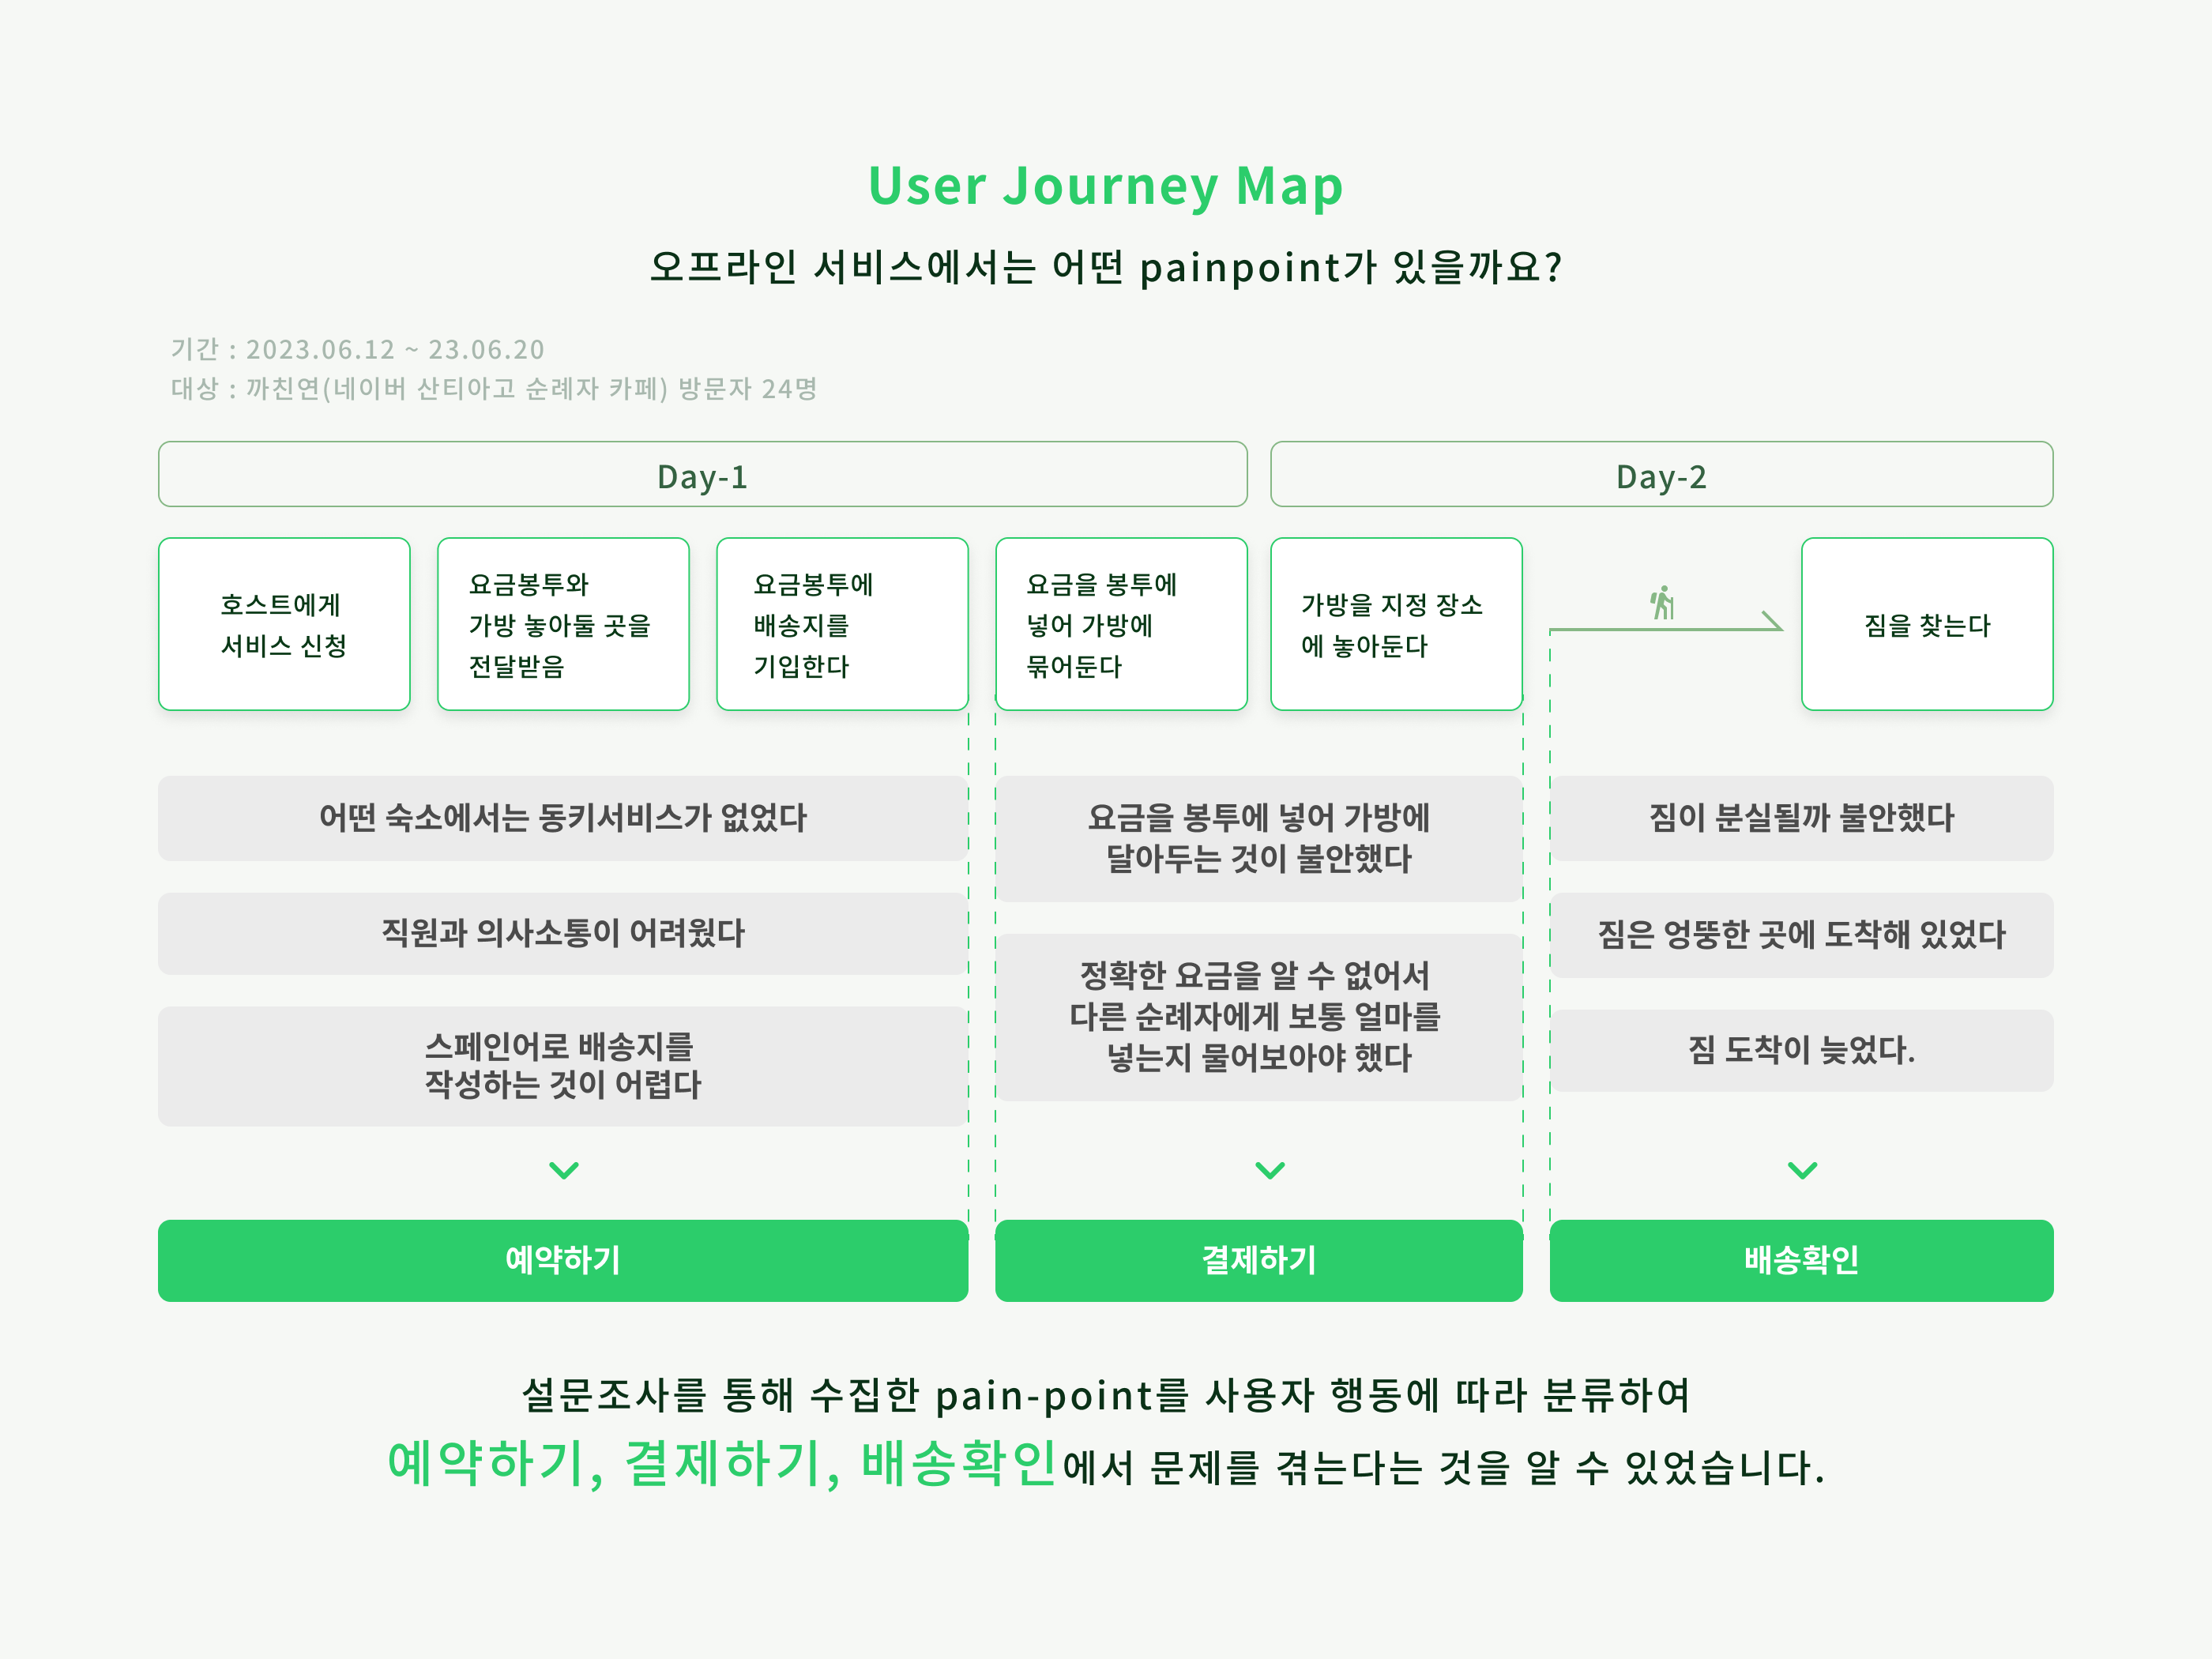 User Journey Map
오프라인 서비스에서는 어떤 painpoint가 있을까요?
기간 : 2023.06.12 ~ 23.06.20
대상 : 까친연(네이버 산티아고 순례자 카페) 방문자 24명
Day-1
Day-2
호스트에게
서비스 신청
요금봉투와
가방 놓아둘 곳을
전달받음
요금봉투에
배송지를
기입한다
요금을 봉투에
넣어 가방에
묶어둔다
가방을 지정 장소
에 놓아둔다
짐을 찾는다
어떤 숙소에서는 동키서비스가 없었다
직원과 의사소통이 어려웠다
스페인어로 배송지를
작성하는 것이 어렵다
요금을 봉투에 넣어 가방에
달아두는 것이 불안했다
정확한 요금을 알 수 없어서
다른 순례자에게 보통 얼마를
넣는지 물어보아야 했다
짐이 분실될까 불안했다
짐은 엉뚱한 곳에 도착해 있었다
짐 도착이 늦었다.
예약하기
결제하기
배송확인
설문조사를 통해 수집한 pain-point를 사용자 행동에 따라 분류하여
예약하기, 결제하기, 배송확인에서 문제를 겪는다는 것을 알 수 있었습니다.